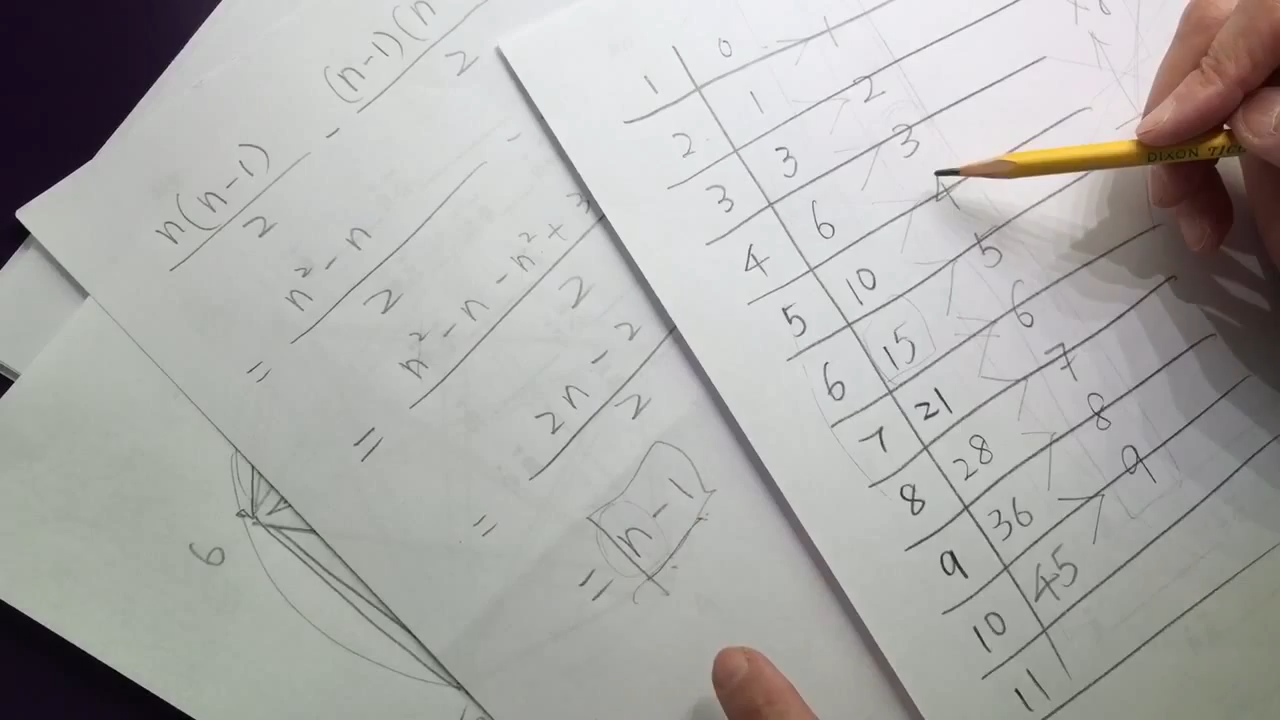 n(n-1)/2 - (n-1)(n
= n²-n/2 -
= n²-n-n²+3/2
= 2n-2/2
= n-1
6
1 0 1
2 1 2
3 3 3
4 6 4
5 10 5
6 15 6
7 21 7
8 28 8
9 36 9
10 45
11
DIXON TICO